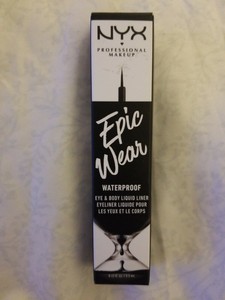 NYX
PROFESSIONAL
MAKEUP
Epic
Wear
WATERPROOF
EYE & BODY LIQUID LINER
EYELINER LIQUIDE POUR
LES YEUX ET LE CORPS